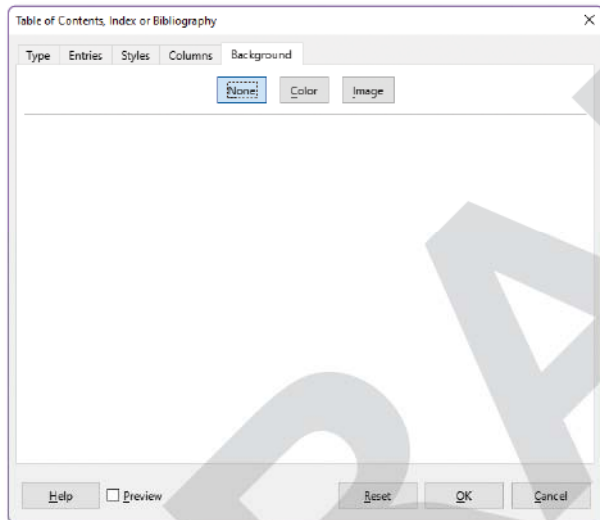 Table of Contents, Index or Bibliography
Type Entries Styles Columns Background
None Color Image
Help Preview Reset OK Cancel